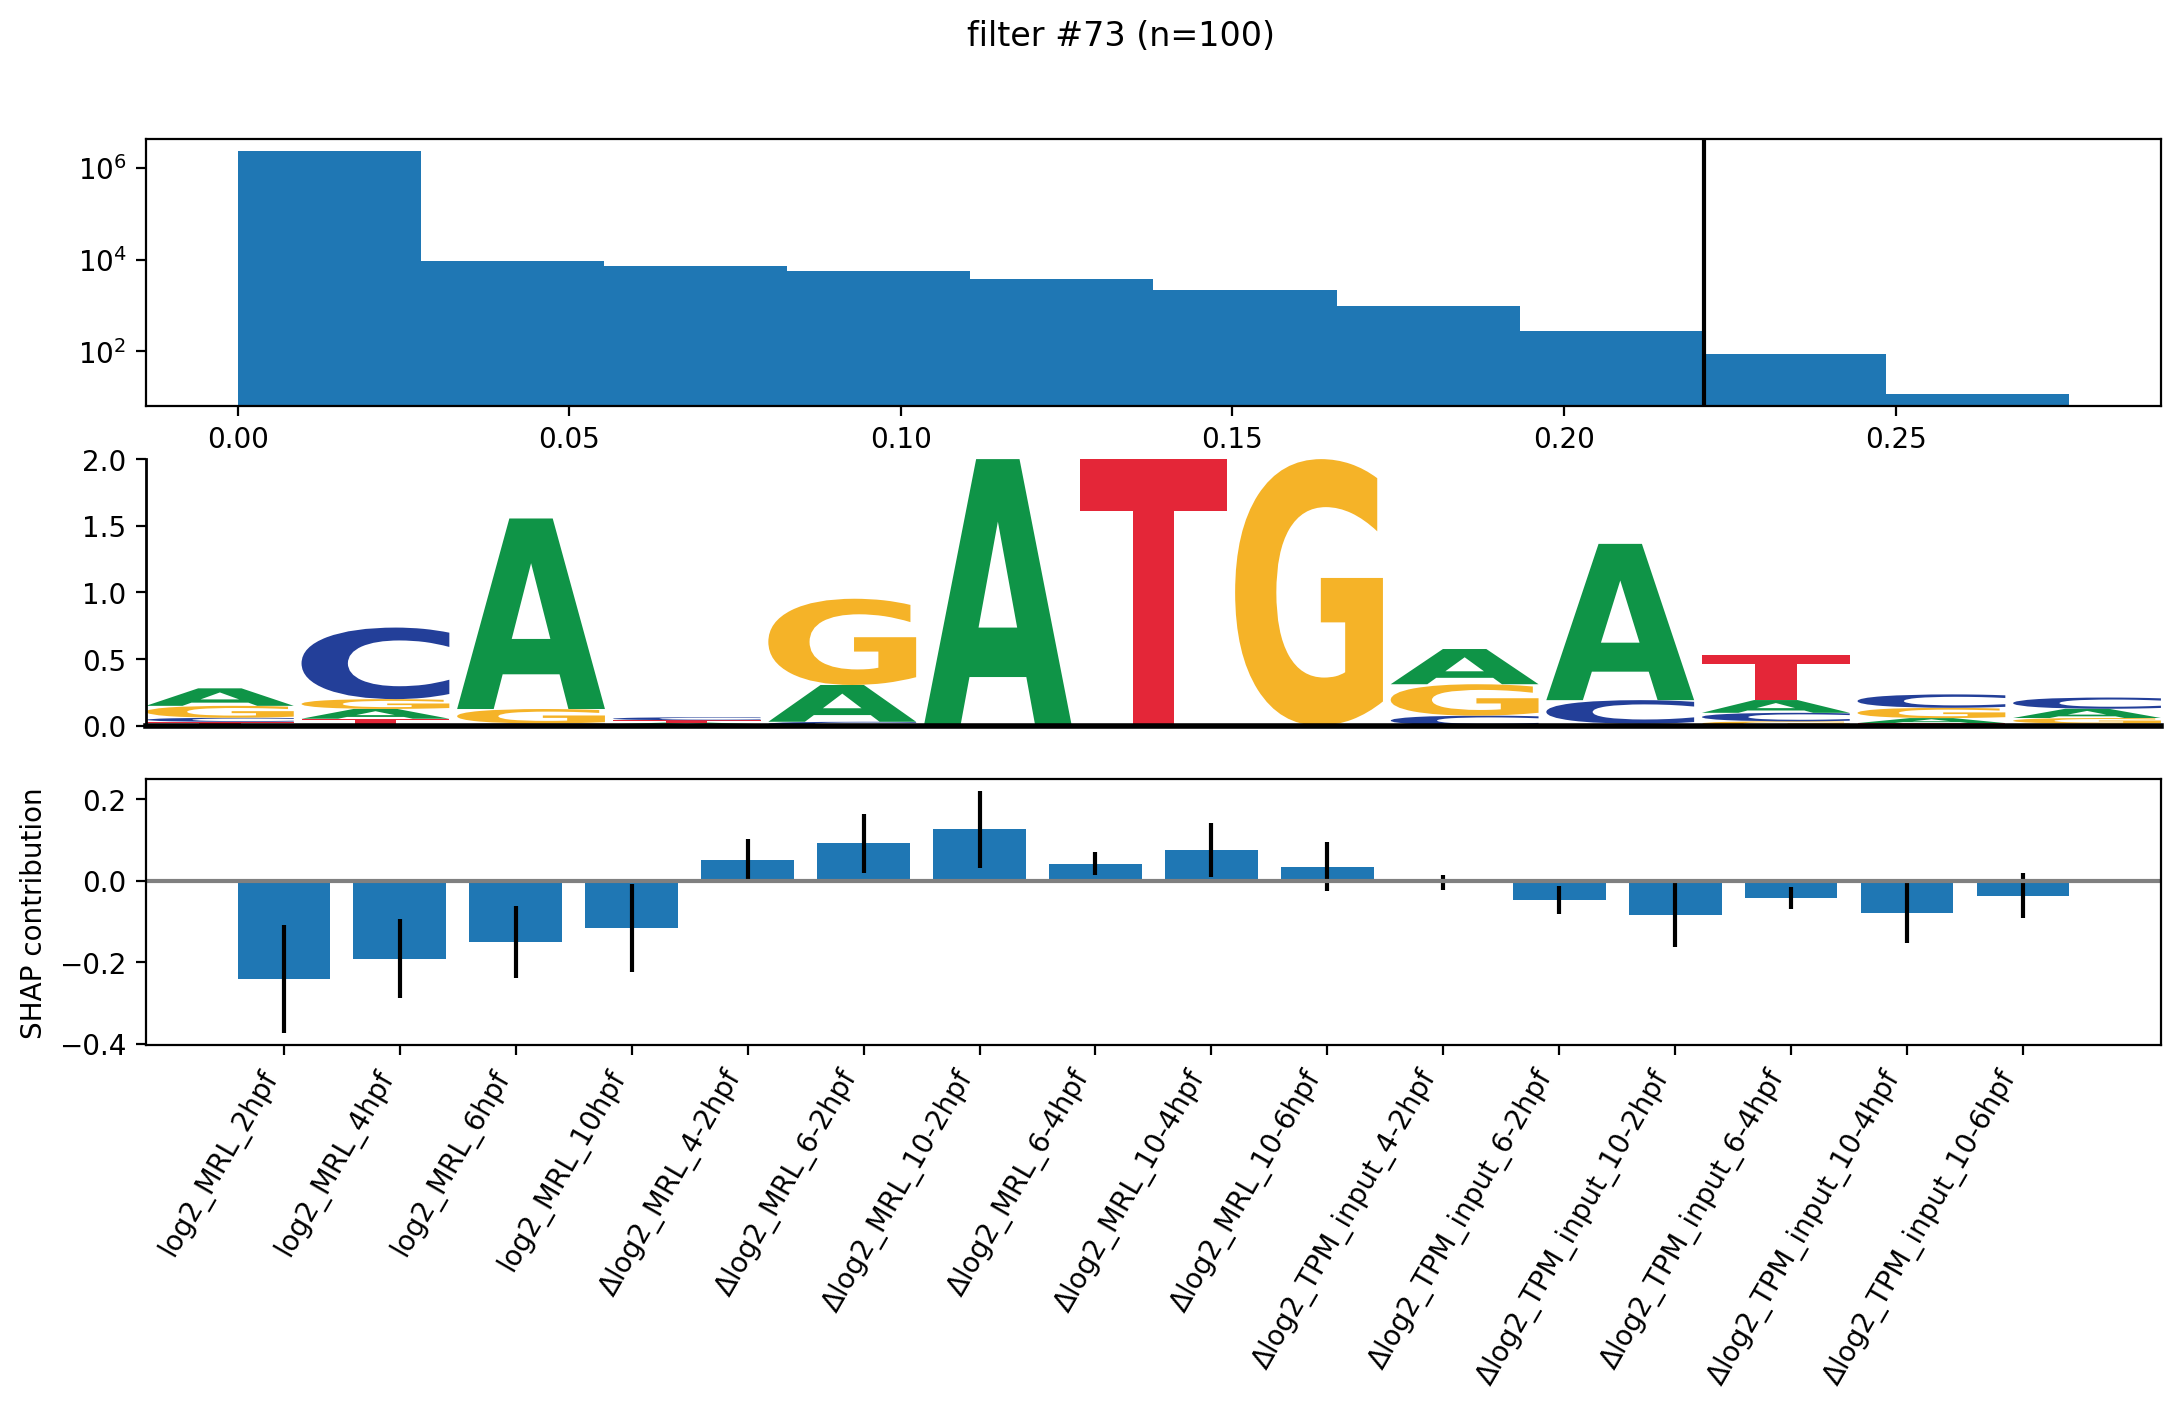 filter #73 (n=100)
10^6
10^4
10^2
0.00 0.05 0.10 0.15 0.20 0.25
2.0
1.5
1.0
0.5
0.0
A C A G A T G A A T C C
G G G T A G C A G A
C A C C A G
T T
SHAP contribution
0.2
0.0
−0.2
−0.4
log2_MRL_2hpf
log2_MRL_4hpf
log2_MRL_6hpf
log2_MRL_10hpf
Δlog2_MRL_4-2hpf
Δlog2_MRL_6-2hpf
Δlog2_MRL_10-2hpf
Δlog2_MRL_6-4hpf
Δlog2_MRL_10-4hpf
Δlog2_MRL_10-6hpf
Δlog2_TPM_input_4-2hpf
Δlog2_TPM_input_6-2hpf
Δlog2_TPM_input_10-2hpf
Δlog2_TPM_input_6-4hpf
Δlog2_TPM_input_10-4hpf
Δlog2_TPM_input_10-6hpf